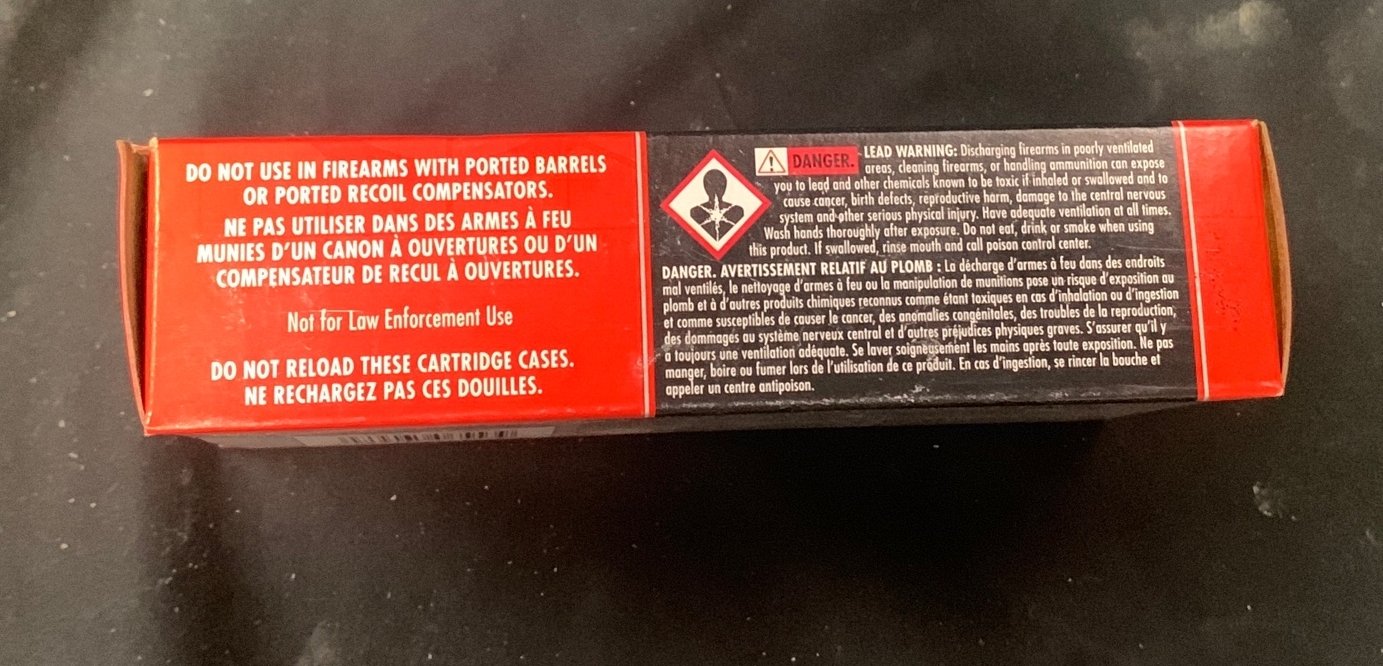 DO NOT USE IN FIREARMS WITH PORTED BARRELS
OR PORTED RECOIL COMPENSATORS.
NE PAS UTILISER DANS DES ARMES À FEU
MUNIES D'UN CANON À OUVERTURES OU D'UN
COMPENSATEUR DE RECUL À OUVERTURES.
Not for Law Enforcement Use
DO NOT RELOAD THESE CARTRIDGE CASES.
NE RECHARGEZ PAS CES DOUILLES.
DANGER. LEAD WARNING: Discharging firearms in poorly ventilated
areas, cleaning firearms, or handling ammunition can expose
you to lead and other chemicals known to be toxic if inhaled or swallowed and to
cause cancer, birth defects, reproductive harm, damage to the central nervous
system and other serious physical injury. Have adequate ventilation at all times.
Wash hands thoroughly after exposure. Do not eat, drink or smoke when using
this product. If swallowed, rinse mouth and call poison control center.
DANGER. AVERTISSEMENT RELATIF AU PLOMB : La décharge d'armes à feu dans des endroits
mal ventilés, le nettoyage d'armes à feu ou la manipulation de munitions pose un risque d'exposition au
plomb et à d'autres produits chimiques reconnus comme étant toxiques en cas d'inhalation ou d'ingestion
et comme susceptibles de causer le cancer, des anomalies congénitales, des troubles de la reproduction,
des dommages au système nerveux central et d'autres préjudices physiques graves. S'assurer qu'il y
a toujours une ventilation adéquate. Se laver soigneusement les mains après toute exposition. Ne pas
manger, boire ou fumer lors de l'utilisation de ce produit. En cas d'ingestion, se rincer la bouche et
appeler un centre antipoison.